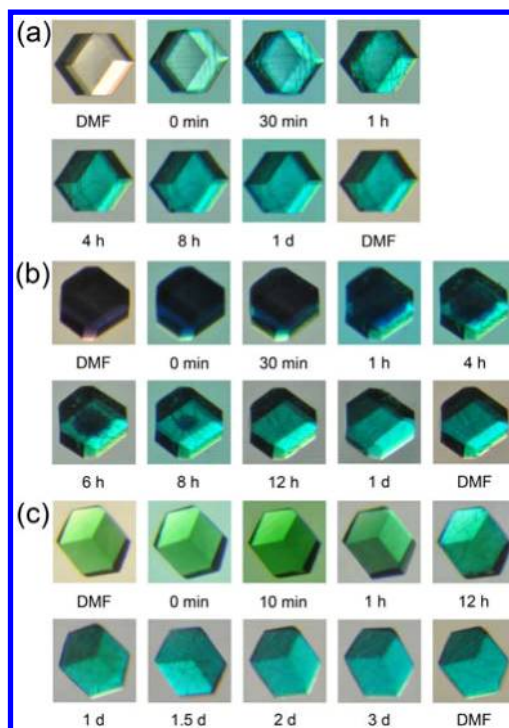 (a)
DMF 0 min 30 min 1 h
4 h 8 h 1 d DMF
(b)
DMF 0 min 30 min 1 h 4 h
6 h 8 h 12 h 1 d DMF
(c)
DMF 0 min 10 min 1 h 12 h
1 d 1.5 d 2 d 3 d DMF